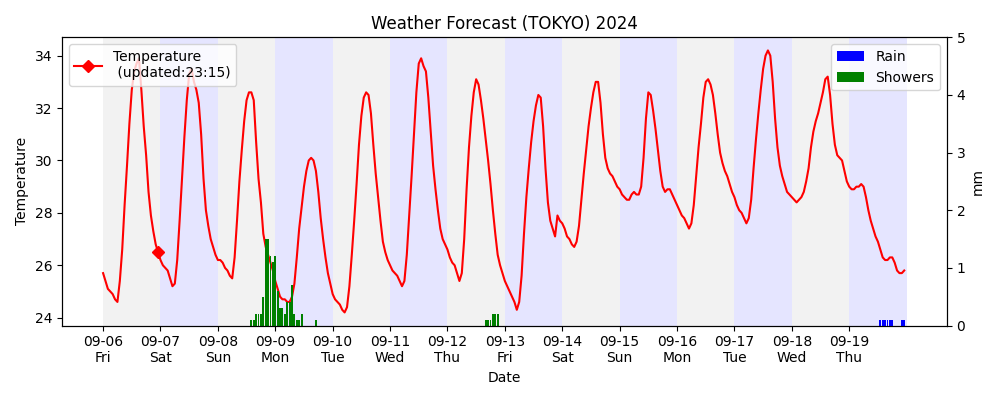 Weather Forecast (TOKYO) 2024
Temperature
(updated:23:15)
Rain
Showers
Temperature
34
32
30
28
26
24
5
4
3
2
1
0
mm
09-06 09-07 09-08 09-09 09-10 09-11 09-12 09-13 09-14 09-15 09-16 09-17 09-18 09-19
Fri Sat Sun Mon Tue Wed Thu Fri Sat Sun Mon Tue Wed Thu
Date